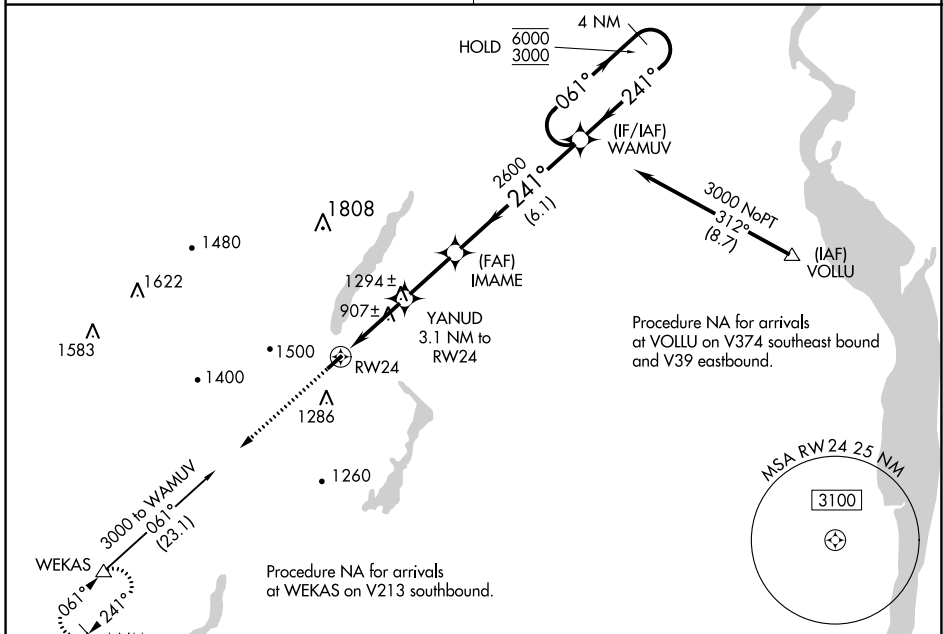 4 NM
HOLD
6000
3000
061°
241°
(IF/IAF)
WAMUV
2600
241°
(6.1)
3000 NoPT
312°
(8.7)
(IAF)
VOLLU
1808
1480
1622
1583
(FAF)
IMAME
1294 ±
907 ±
YANUD
3.1 NM to
RW24
Procedure NA for arrivals
at VOLLU on V374 southeast bound
and V39 eastbound.
1500
RW24
1400
1286
1260
MSA RW 24 25 NM
3100
3000 to WAMUV
061°
(23.1)
WEKAS
061°
241°
Procedure NA for arrivals
at WEKAS on V213 southbound.